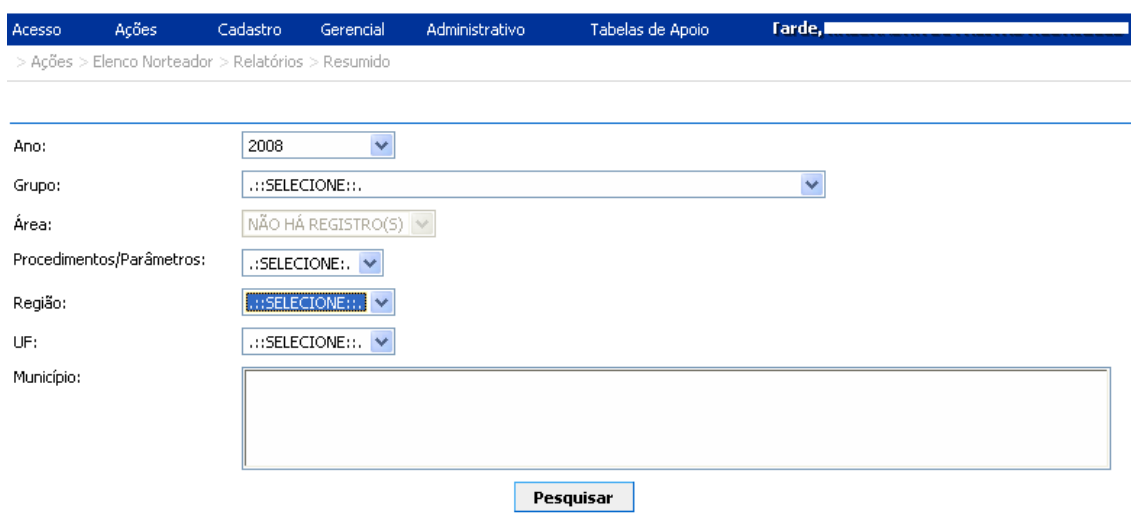 Acesso Ações Cadastro Gerencial Administrativo Tabelas de Apoio Tarde,
> Ações > Elenco Norteador > Relatórios > Resumido
Ano: 2008
Grupo: .::SELECIONE::.
Área: NÃO HÁ REGISTRO(S)
Procedimentos/Parâmetros: .:SELECIONE:.
Região: .::SELECIONE::.
UF: .::SELECIONE::.
Município:
Pesquisar